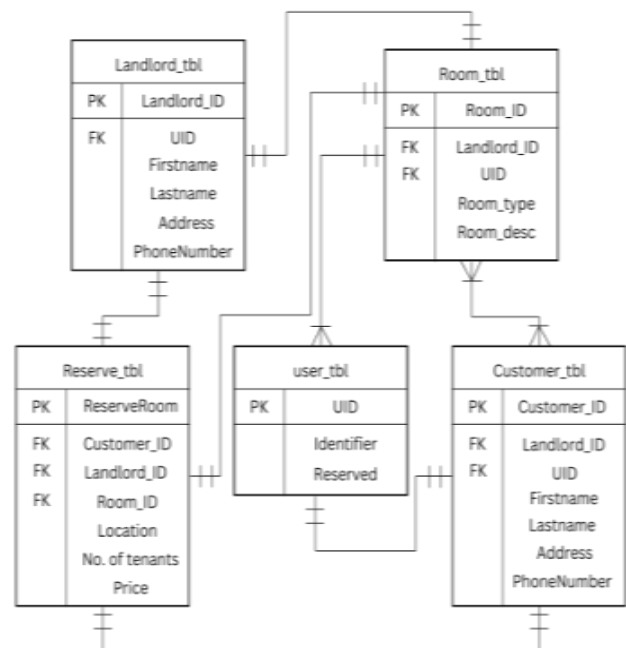 Landlord_tbl
PK Landlord_ID
FK UID
Firstname
Lastname
Address
PhoneNumber
Room_tbl
PK Room_ID
FK Landlord_ID
FK UID
Room_type
Room_desc
Reserve_tbl
PK ReserveRoom
FK Customer_ID
FK Landlord_ID
FK Room_ID
Location
No. of tenants
Price
user_tbl
PK UID
Identifier
Reserved
Customer_tbl
PK Customer_ID
FK Landlord_ID
FK UID
Firstname
Lastname
Address
PhoneNumber